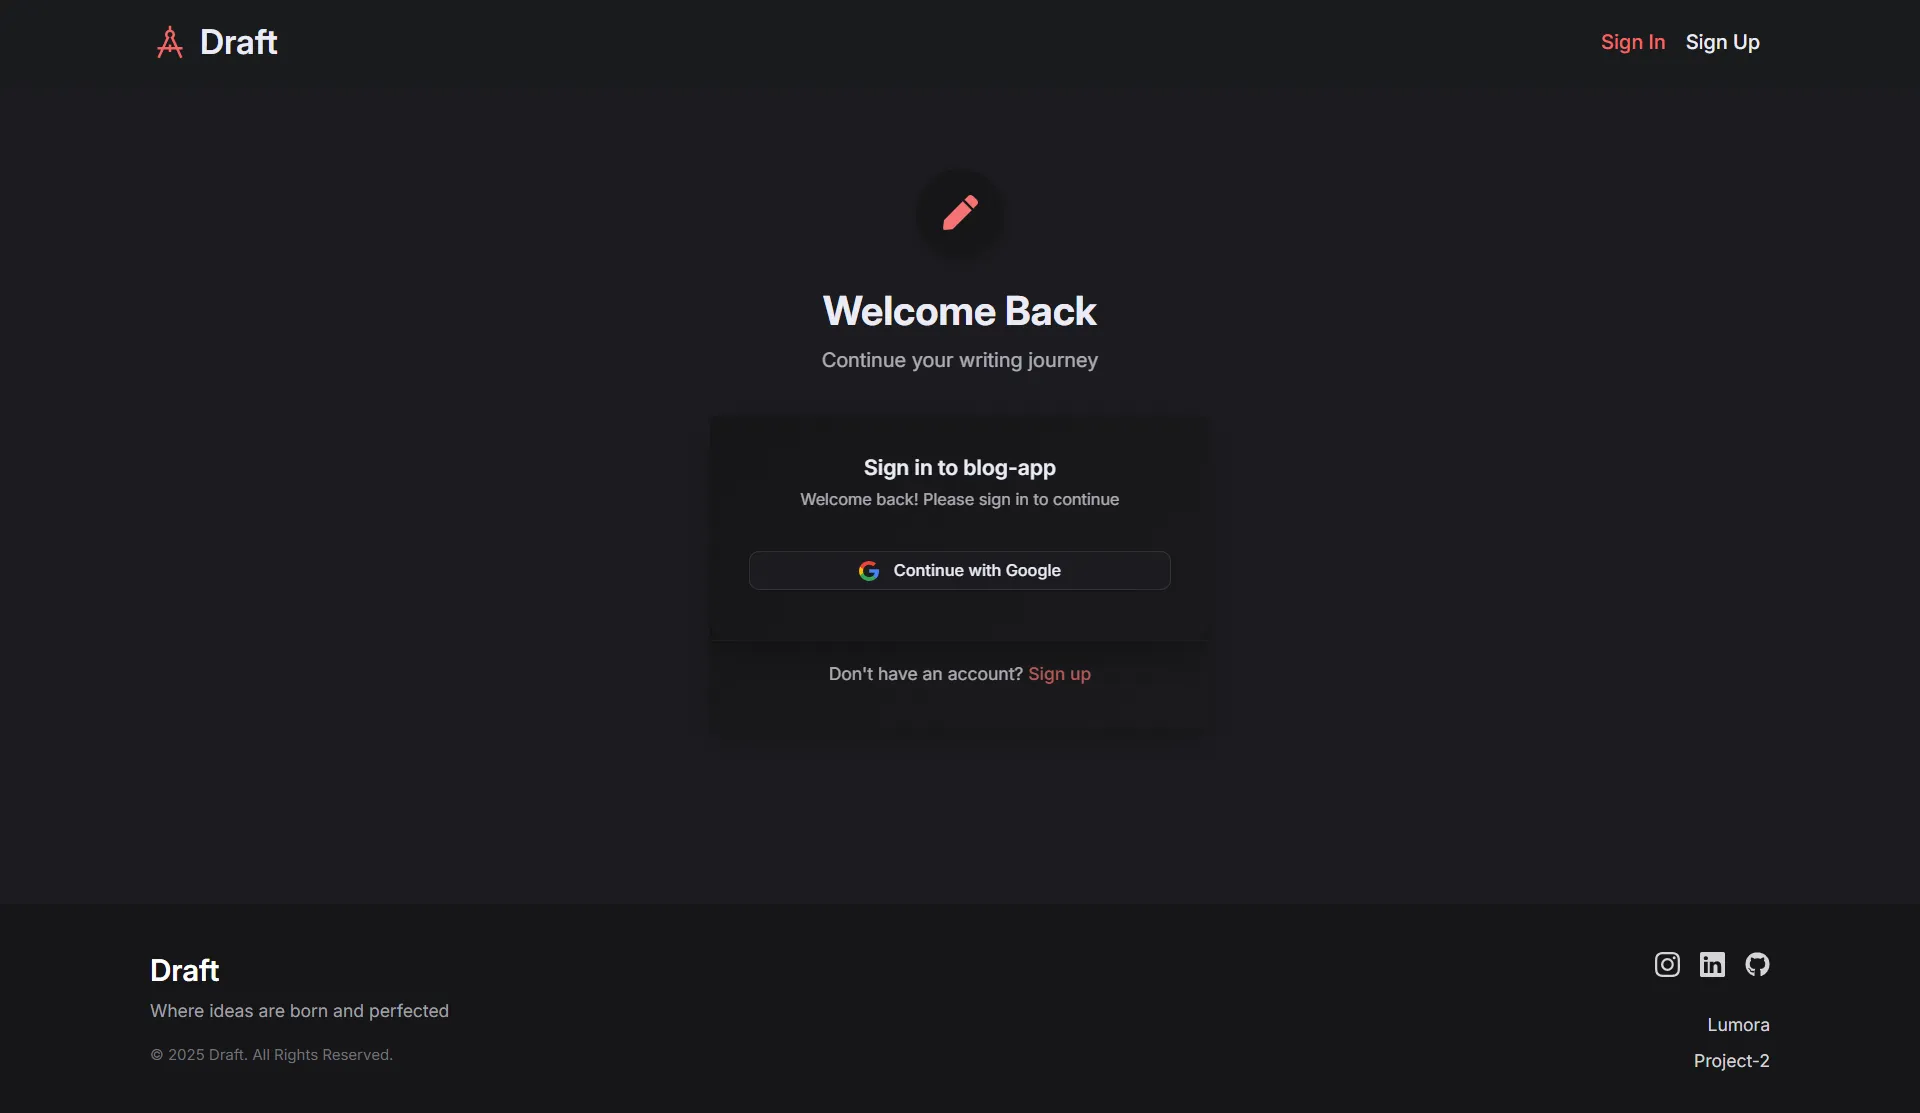 Draft
Sign In
Sign Up
Welcome Back
Continue your writing journey
Sign in to blog-app
Welcome back! Please sign in to continue
Continue with Google
Don't have an account? Sign up
Draft
Where ideas are born and perfected
© 2025 Draft. All Rights Reserved.
Lumora
Project-2